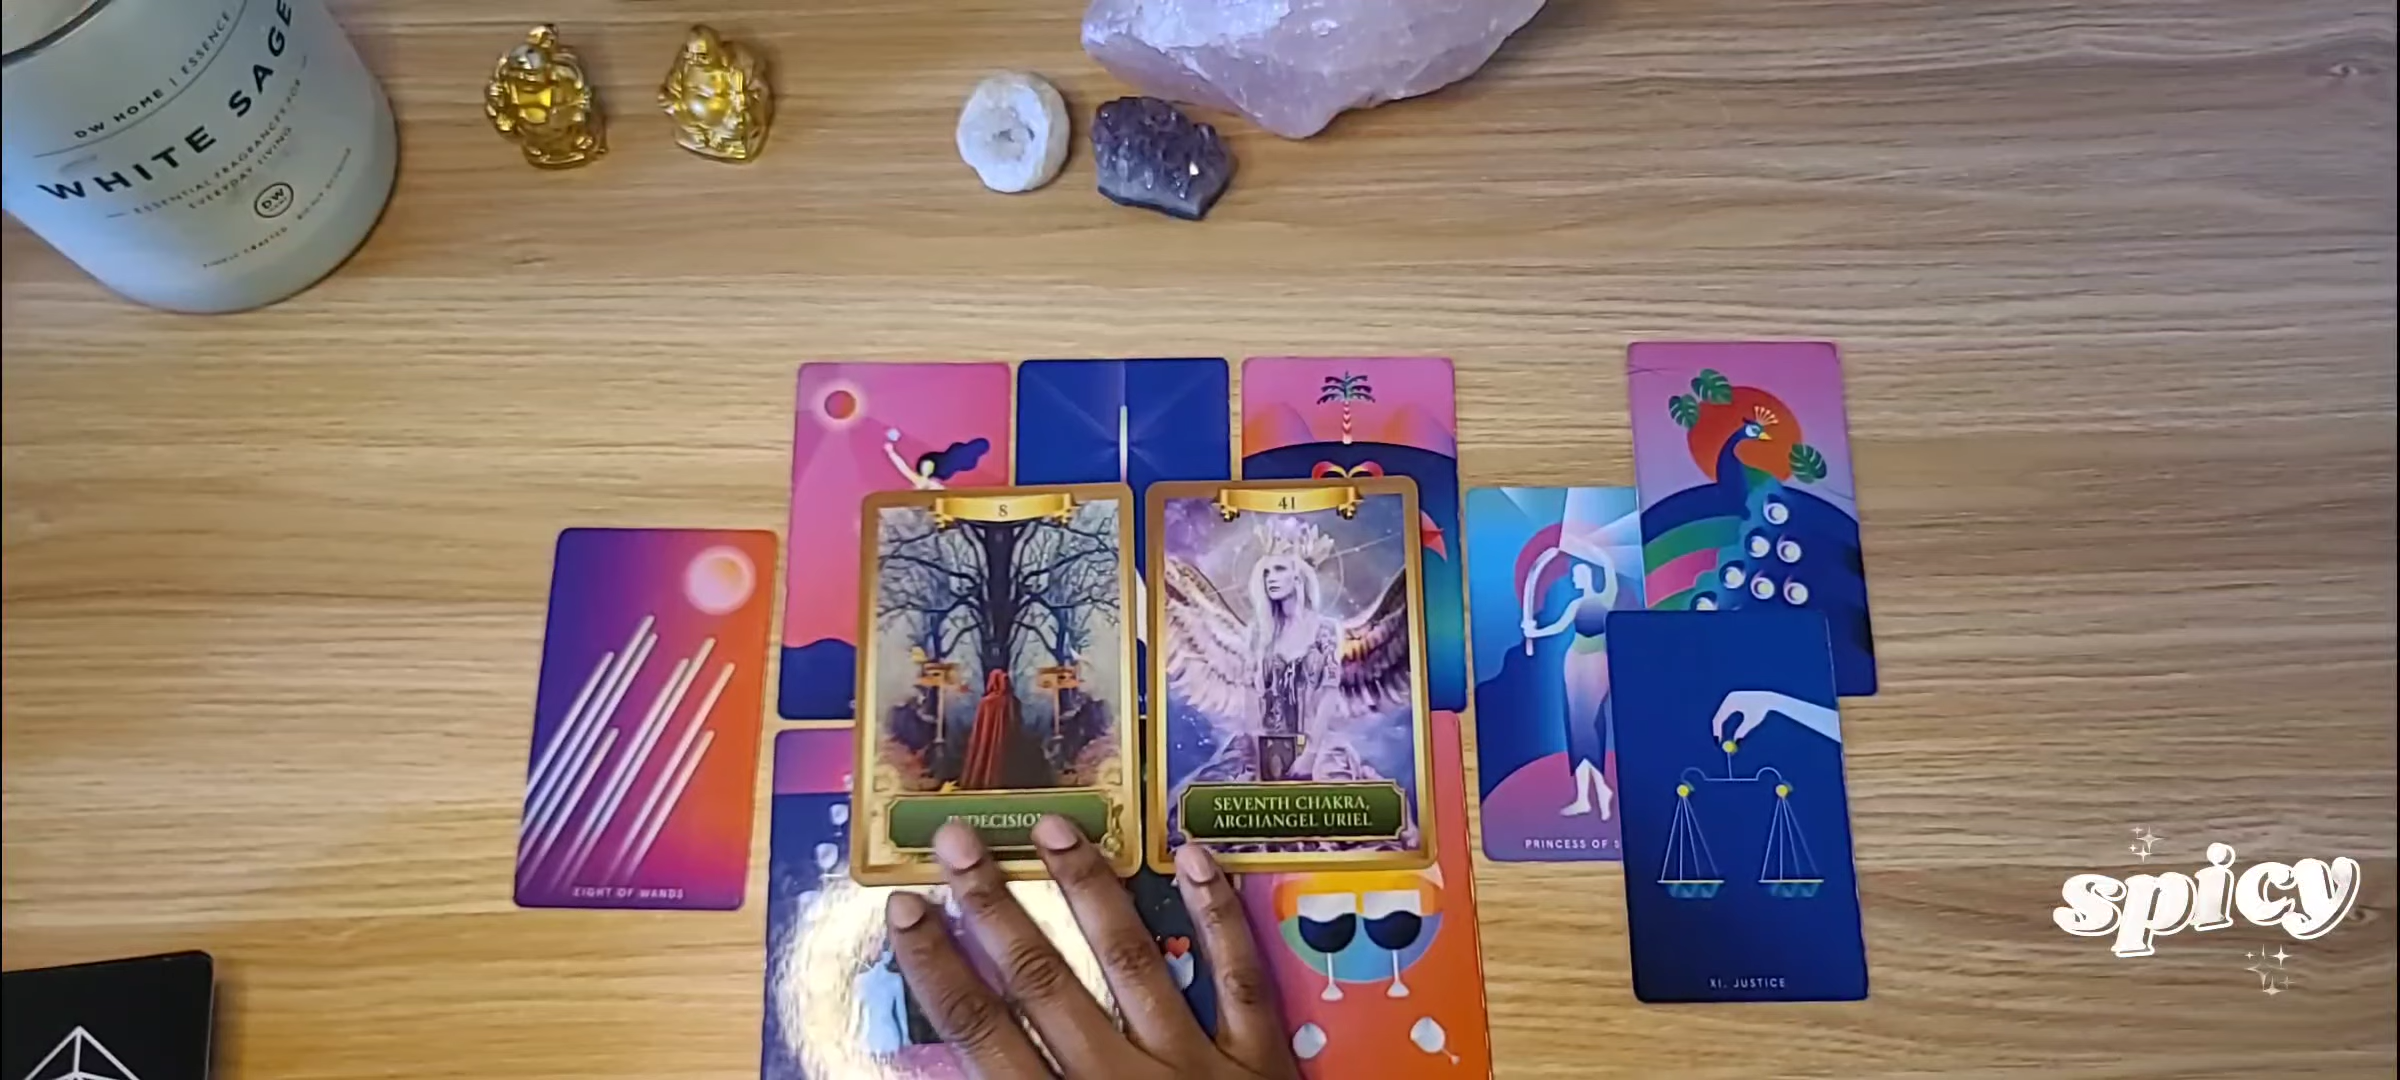 DW HOME | ESSENCE
WHITE SAGE
ESSENTIAL FRAGRANCES FOR
EVERYDAY LIVING
DW
8
41
SEVENTH CHAKRA,
ARCHANGEL URIEL
PRINCESS OF
EIGHT OF WANDS
XI. JUSTICE
spicy